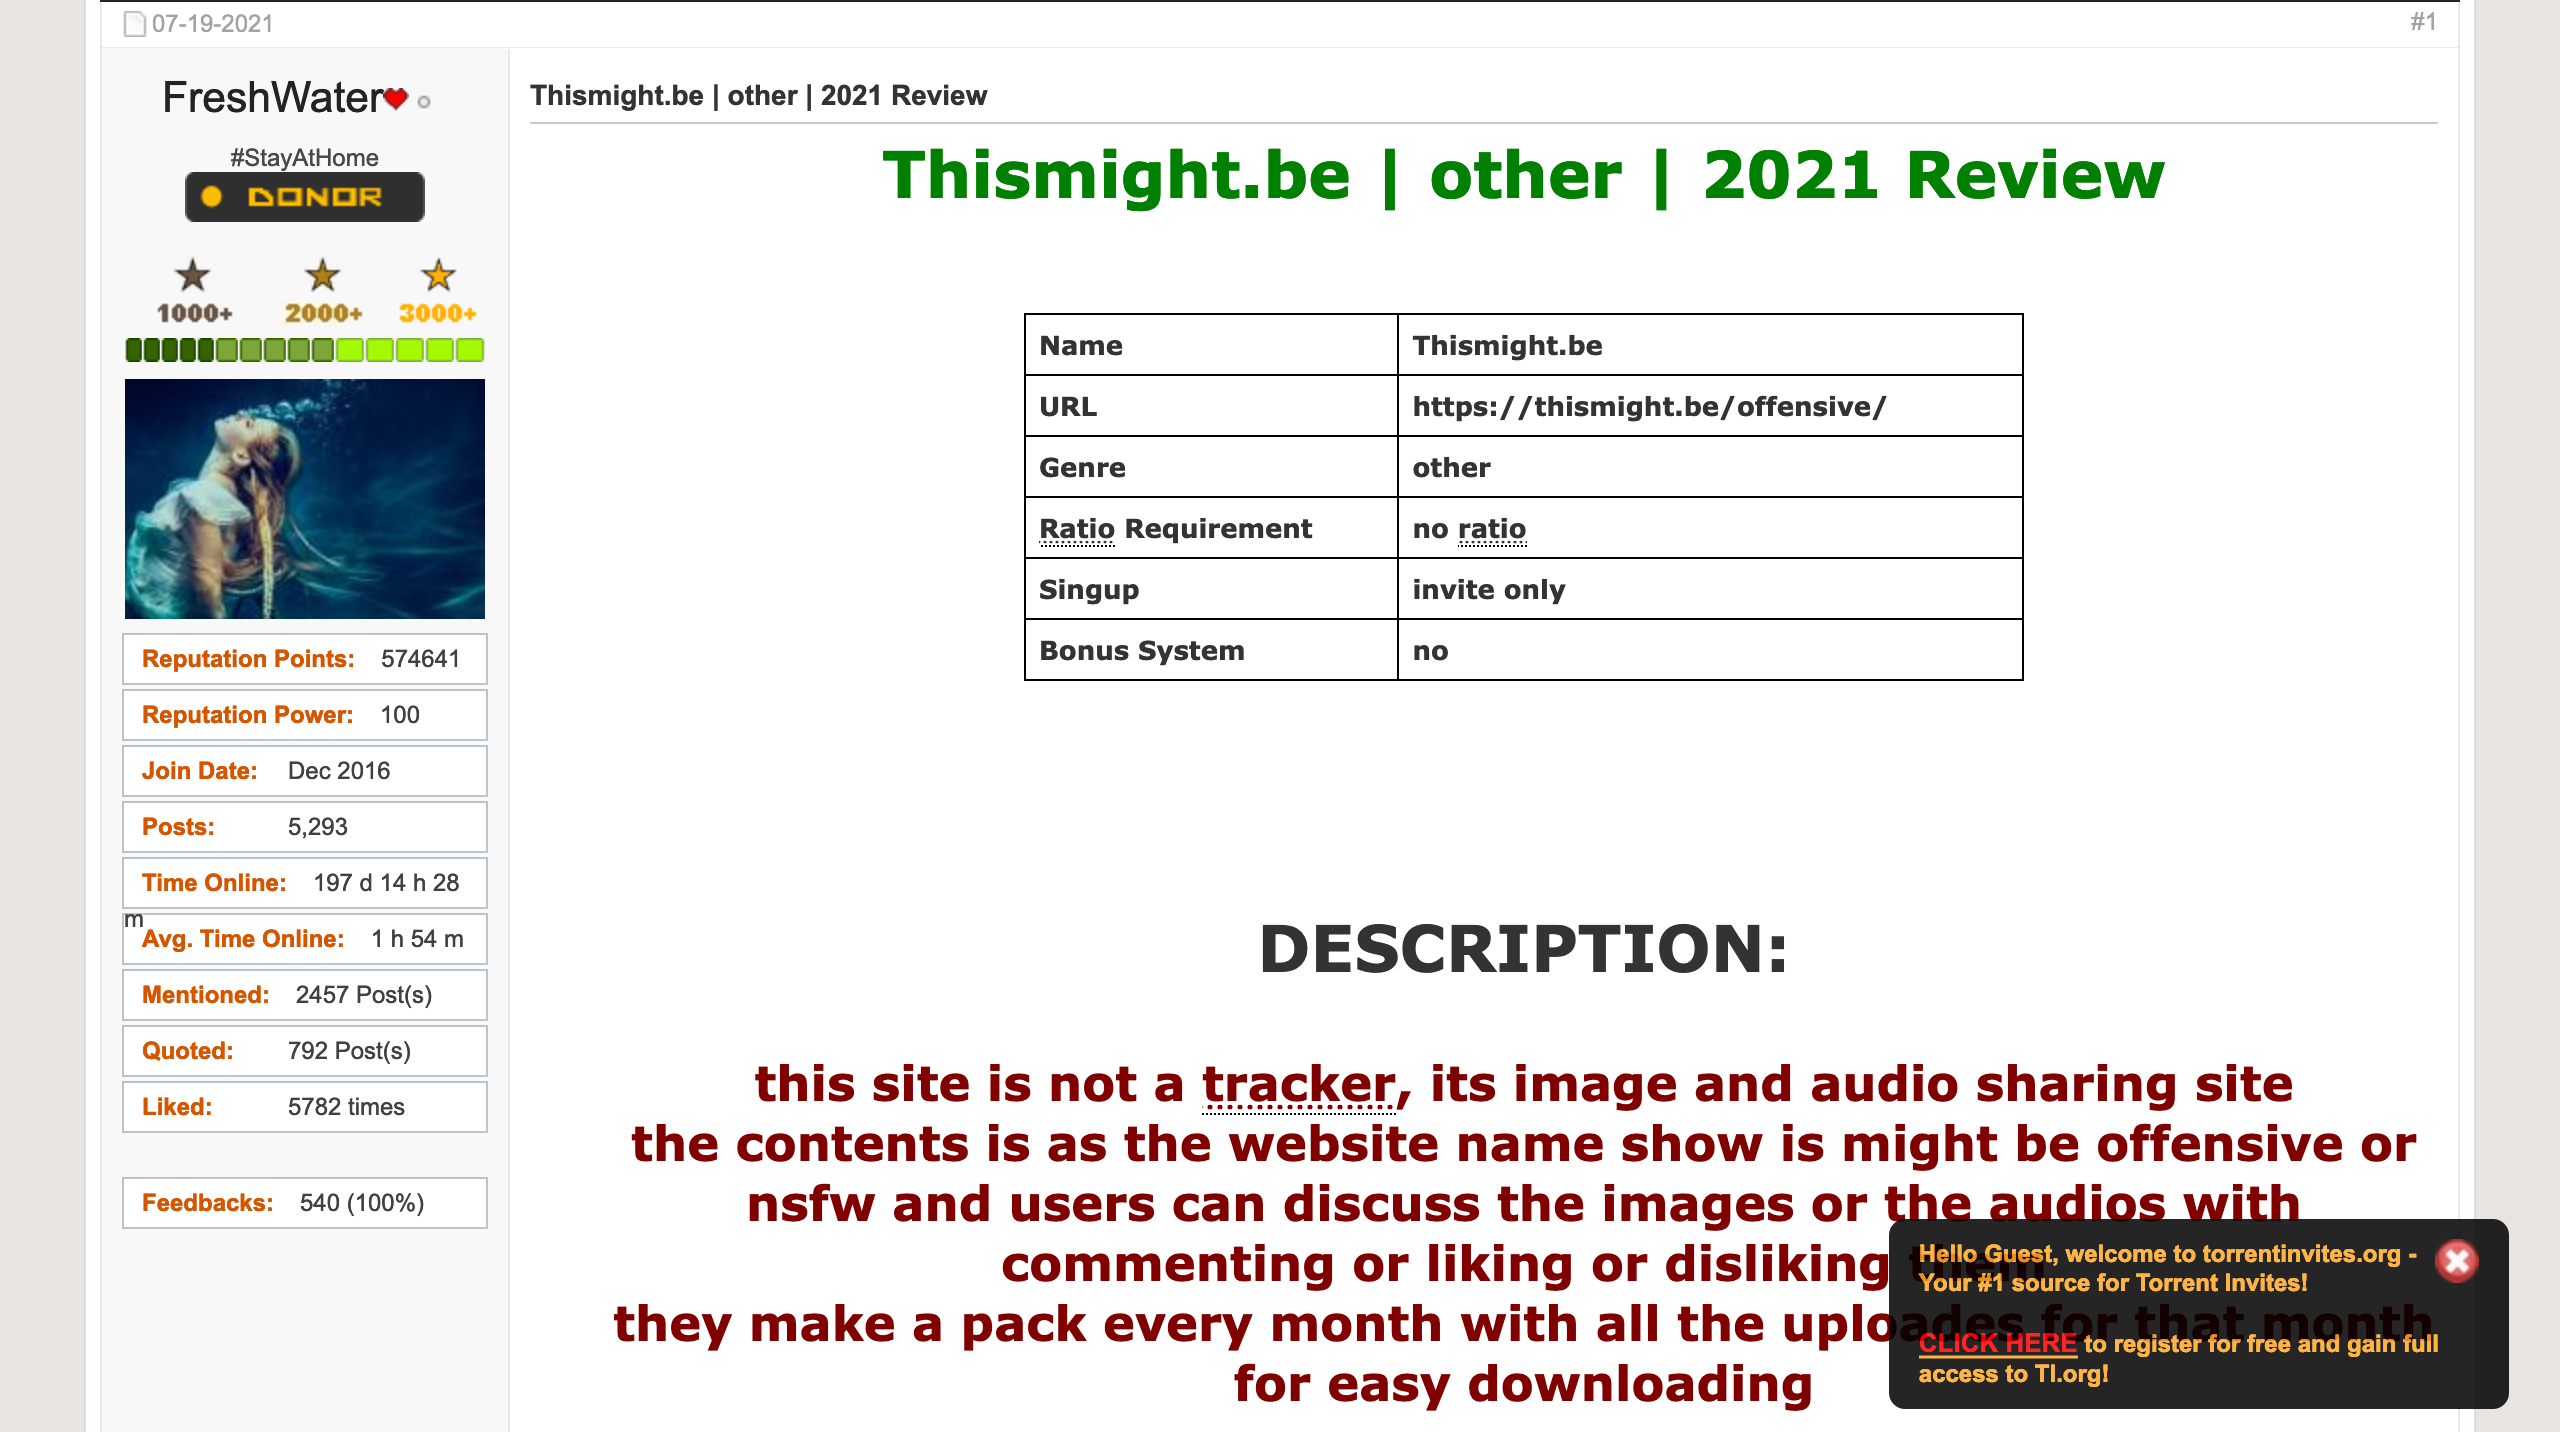 07-19-2021
#1
FreshWater
#StayAtHome
DONOR
1000+ 2000+ 3000+
Reputation Points: 574641
Reputation Power: 100
Join Date: Dec 2016
Posts: 5,293
Time Online: 197 d 14 h 28
m
Avg. Time Online: 1 h 54 m
Mentioned: 2457 Post(s)
Quoted: 792 Post(s)
Liked: 5782 times
Feedbacks: 540 (100%)
Thismight.be | other | 2021 Review
Thismight.be | other | 2021 Review
Name Thismight.be
URL https://thismight.be/offensive/
Genre other
Ratio Requirement no ratio
Singup invite only
Bonus System no
DESCRIPTION:
this site is not a tracker, its image and audio sharing site
the contents is as the website name show is might be offensive or
nsfw and users can discuss the images or the audios with
commenting or liking or disliking them
they make a pack every month with all the uploades for that month
for easy downloading
Hello Guest, welcome to torrentinvites.org -
Your #1 source for Torrent Invites!
CLICK HERE to register for free and gain full
access to TI.org!